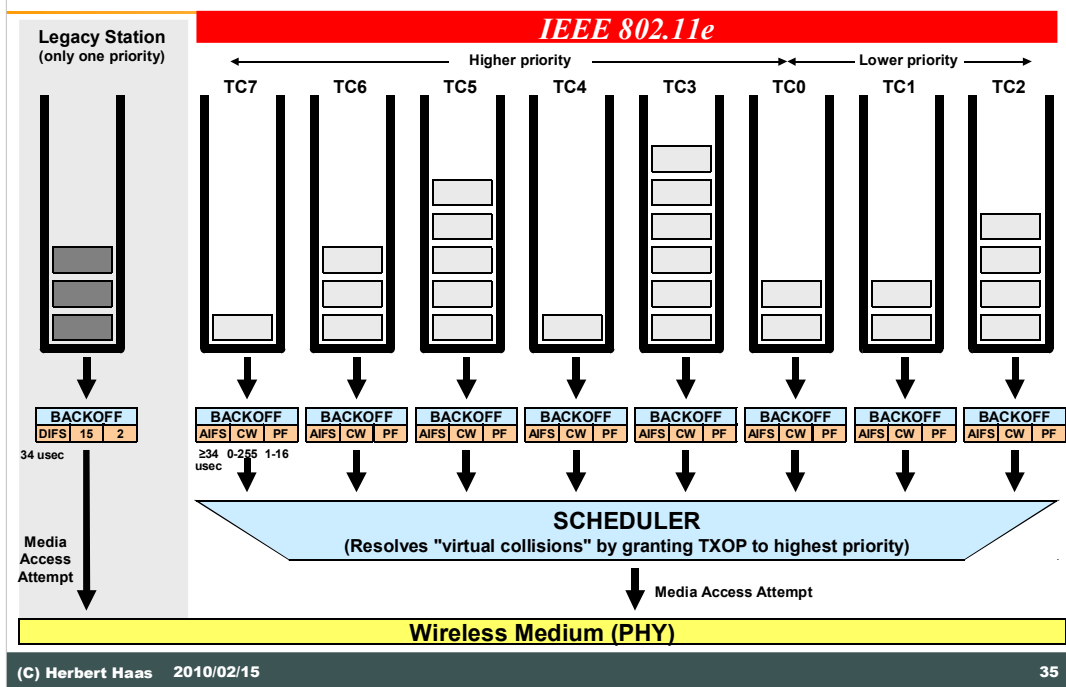 Legacy Station
(only one priority)
IEEE 802.11e
Higher priority
Lower priority
TC7 TC6 TC5 TC4 TC3 TC0 TC1 TC2
BACKOFF
DIFS 15 2
34 usec
BACKOFF BACKOFF BACKOFF BACKOFF BACKOFF BACKOFF BACKOFF BACKOFF
AIFS CW PF AIFS CW PF AIFS CW PF AIFS CW PF AIFS CW PF AIFS CW PF AIFS CW PF AIFS CW PF
≥34 0-255 1-16
usec
SCHEDULER
(Resolves "virtual collisions" by granting TXOP to highest priority)
Media
Access
Attempt
Media Access Attempt
Wireless Medium (PHY)
(C) Herbert Haas 2010/02/15
35